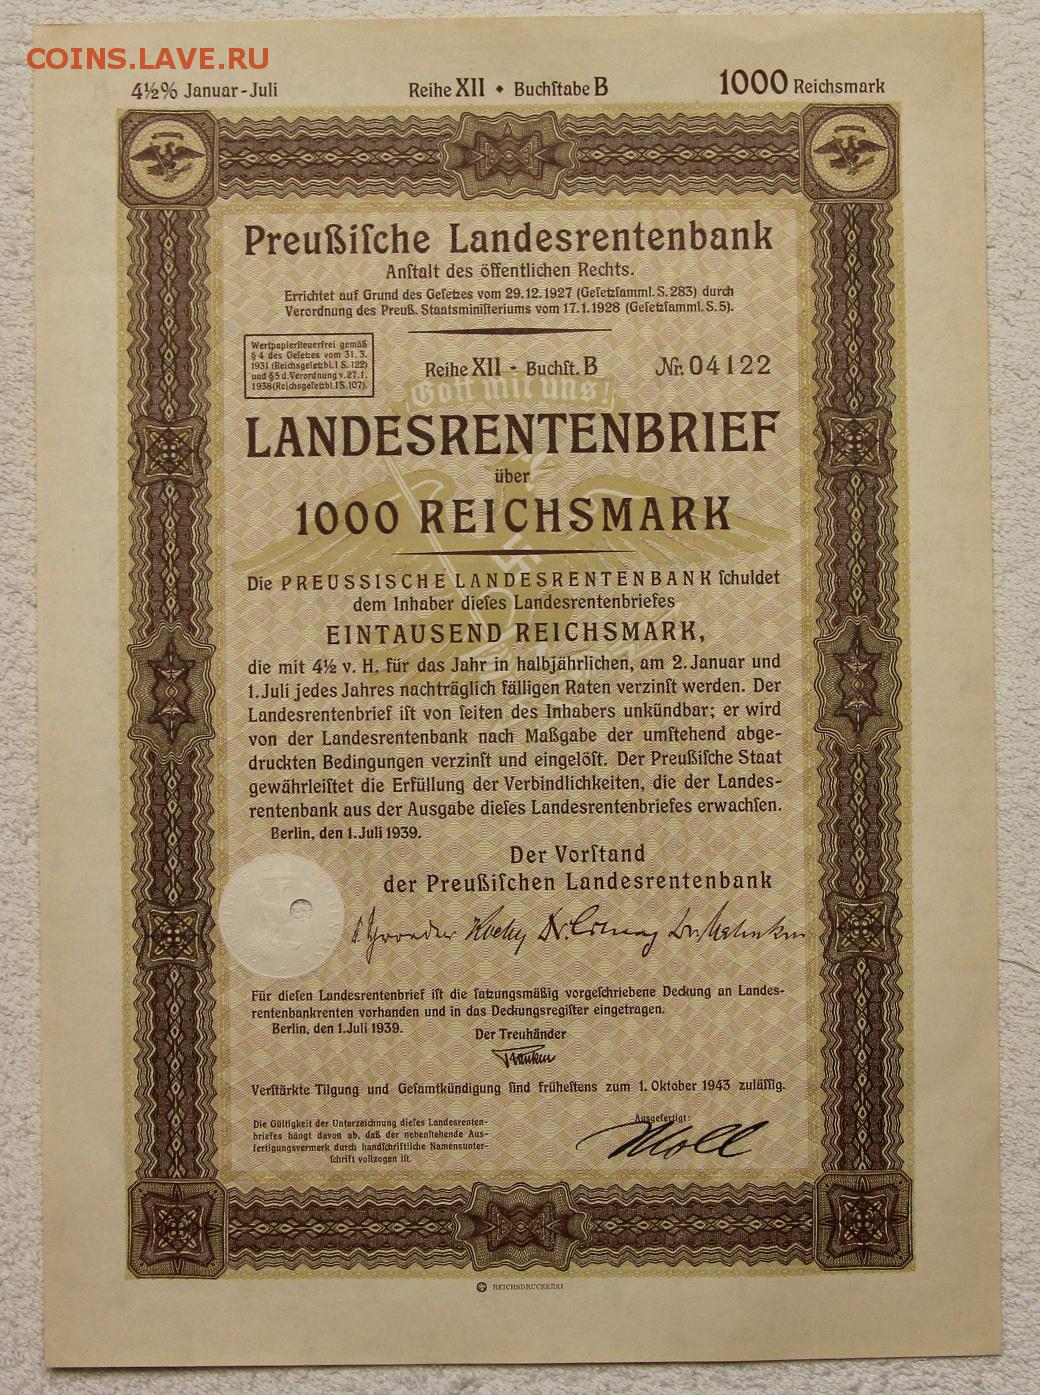 COINS.LAVE.RU
4½% Januar-Juli Reihe XII • Buchſtabe B 1000 Reichsmark
Preußiſche Landesrentenbank
Anſtalt des öffentlichen Rechts.
Errichtet auf Grund des Geſetzes vom 29.12.1927 (Geſetzſamml. S. 283) durch
Verordnung des Preuß. Staatsminiſteriums vom 17.1.1928 (Geſetzſamml. S. 5).
Wertpapierſteuerfrei gemäß
§ 4 des Geſetzes vom 31. 3.
1931 (Reichsgeſetzbl. I S. 122)
und § 5 d. Verordnung v. 27. 1.
1938 (Reichsgeſetzbl. I S. 107).
Reihe XII • Buchſt. B Nr. 04122
Gott mit uns!
LANDESRENTENBRIEF
über
1000 REICHSMARK
Die PREUSSISCHE LANDESRENTENBANK ſchuldet
dem Inhaber dieſes Landesrentenbriefes
EINTAUSEND REICHSMARK,
die mit 4½ v. H. für das Jahr in halbjährlichen, am 2. Januar und
1. Juli jedes Jahres nachträglich fälligen Raten verzinſt werden. Der
Landesrentenbrief iſt von ſeiten des Inhabers unkündbar; er wird
von der Landesrentenbank nach Maßgabe der umſtehend abge-
druckten Bedingungen verzinſt und eingelöſt. Der Preußiſche Staat
gewährleiſtet die Erfüllung der Verbindlichkeiten, die der Landes-
rentenbank aus der Ausgabe dieſes Landesrentenbriefes erwachſen.
Berlin, den 1. Juli 1939.
Der Vorſtand
der Preußiſchen Landesrentenbank
Für dieſen Landesrentenbrief iſt die ſatzungsmäßig vorgeſchriebene Deckung an Landes-
rentenbankrenten vorhanden und in das Deckungsregiſter eingetragen.
Berlin, den 1. Juli 1939.
Der Treuhänder
Verſtärkte Tilgung und Geſamtkündigung ſind früheſtens zum 1. Oktober 1943 zuläſſig.
Die Gültigkeit der Unterzeichnung dieſes Landesrenten-
briefes hängt davon ab, daß der nebenſtehende Aus-
fertigungsvermerk durch handſchriftliche Namensunter-
ſchrift vollzogen iſt.
Ausgefertigt:
Moll
REICHSDRUCKEREI